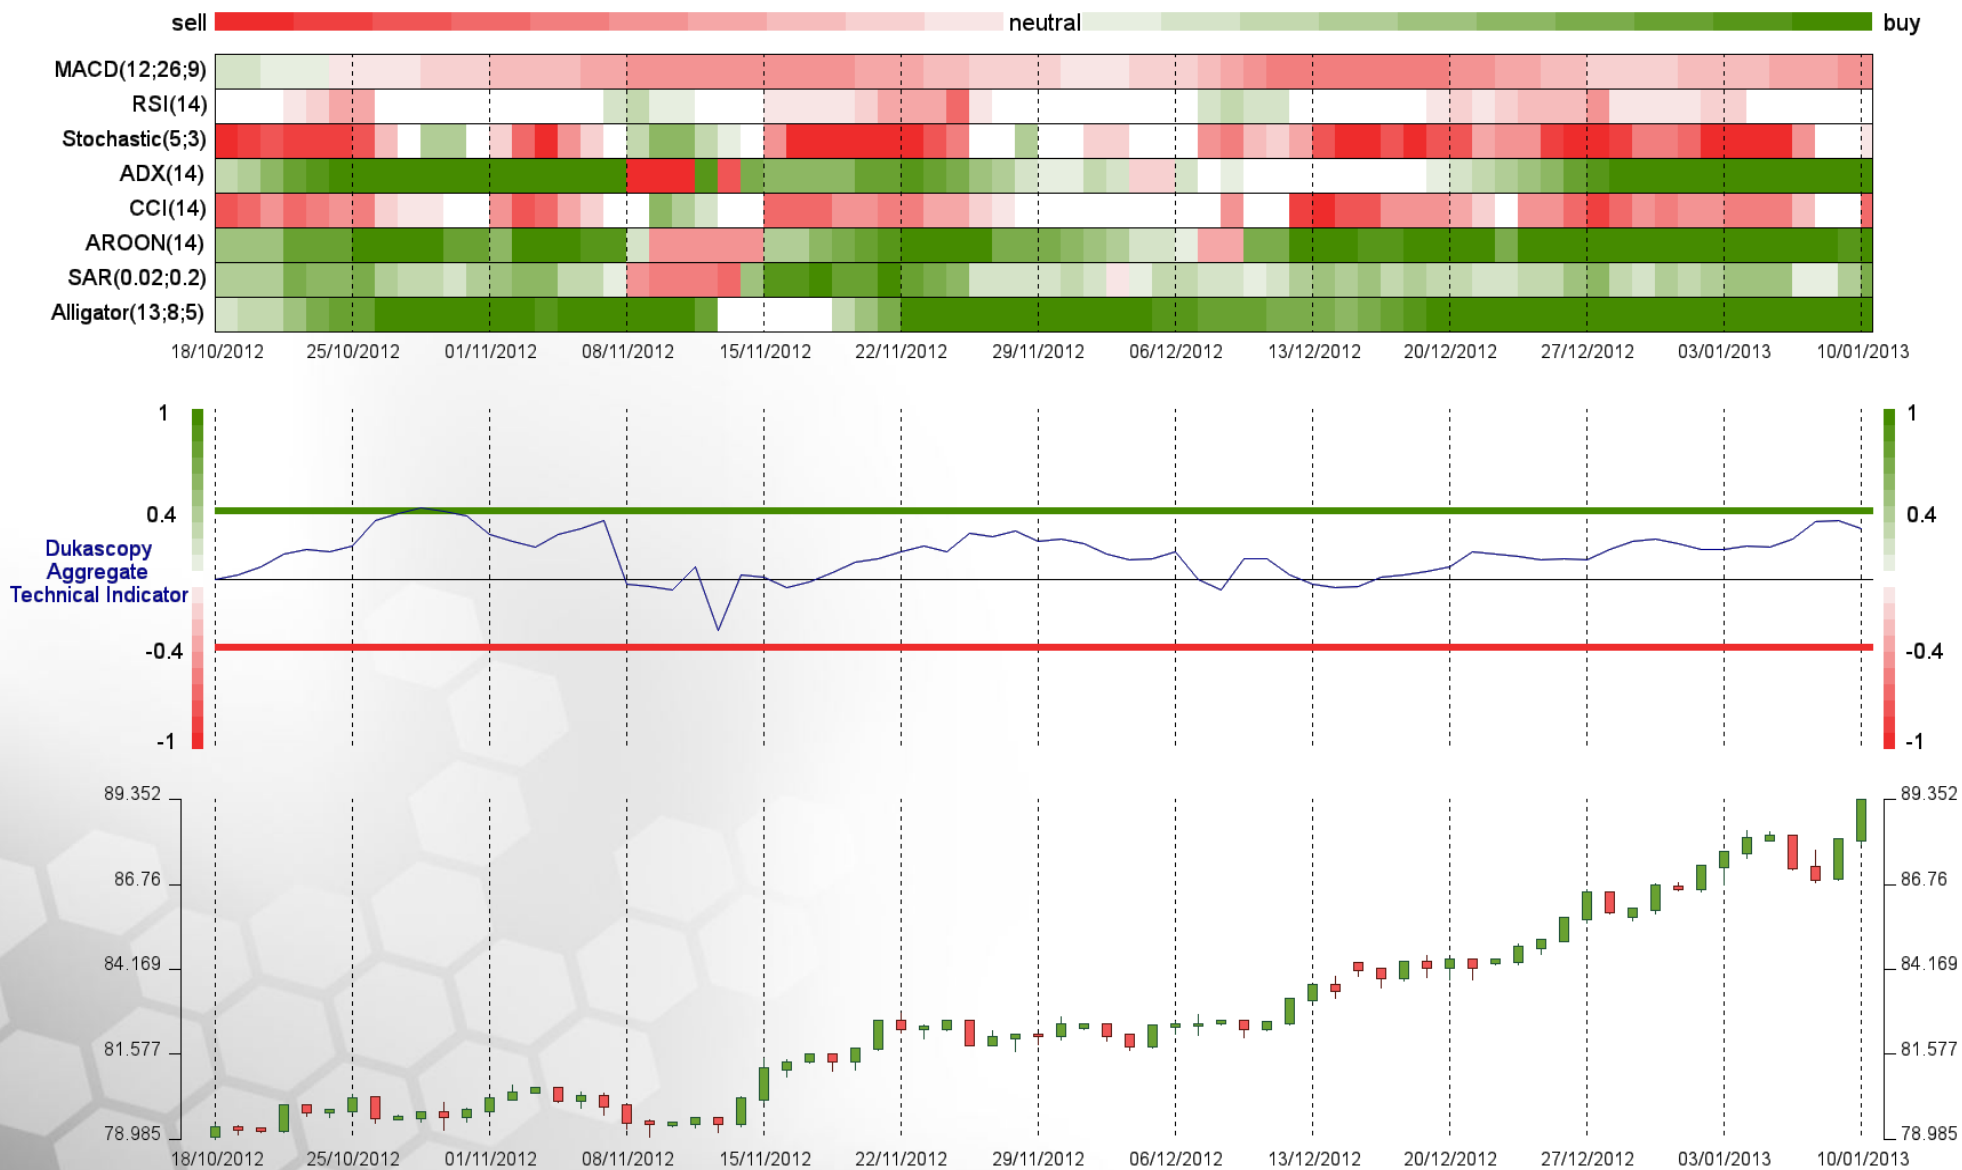 sell neutral buy
MACD(12;26;9)
RSI(14)
Stochastic(5;3)
ADX(14)
CCI(14)
AROON(14)
SAR(0.02;0.2)
Alligator(13;8;5)
18/10/2012 25/10/2012 01/11/2012 08/11/2012 15/11/2012 22/11/2012 29/11/2012 06/12/2012 13/12/2012 20/12/2012 27/12/2012 03/01/2013 10/01/2013
1 1
0.4 0.4
Dukascopy
Aggregate
Technical Indicator
-0.4 -0.4
-1 -1
89.352 89.352
86.76 86.76
84.169 84.169
81.577 81.577
78.985 78.985
18/10/2012 25/10/2012 01/11/2012 08/11/2012 15/11/2012 22/11/2012 29/11/2012 06/12/2012 13/12/2012 20/12/2012 27/12/2012 03/01/2013 10/01/2013